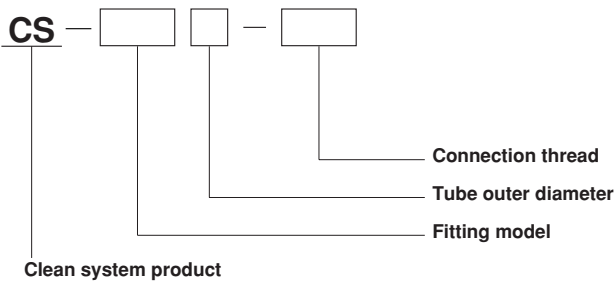 CS — —
Connection thread
Tube outer diameter
Fitting model
Clean system product